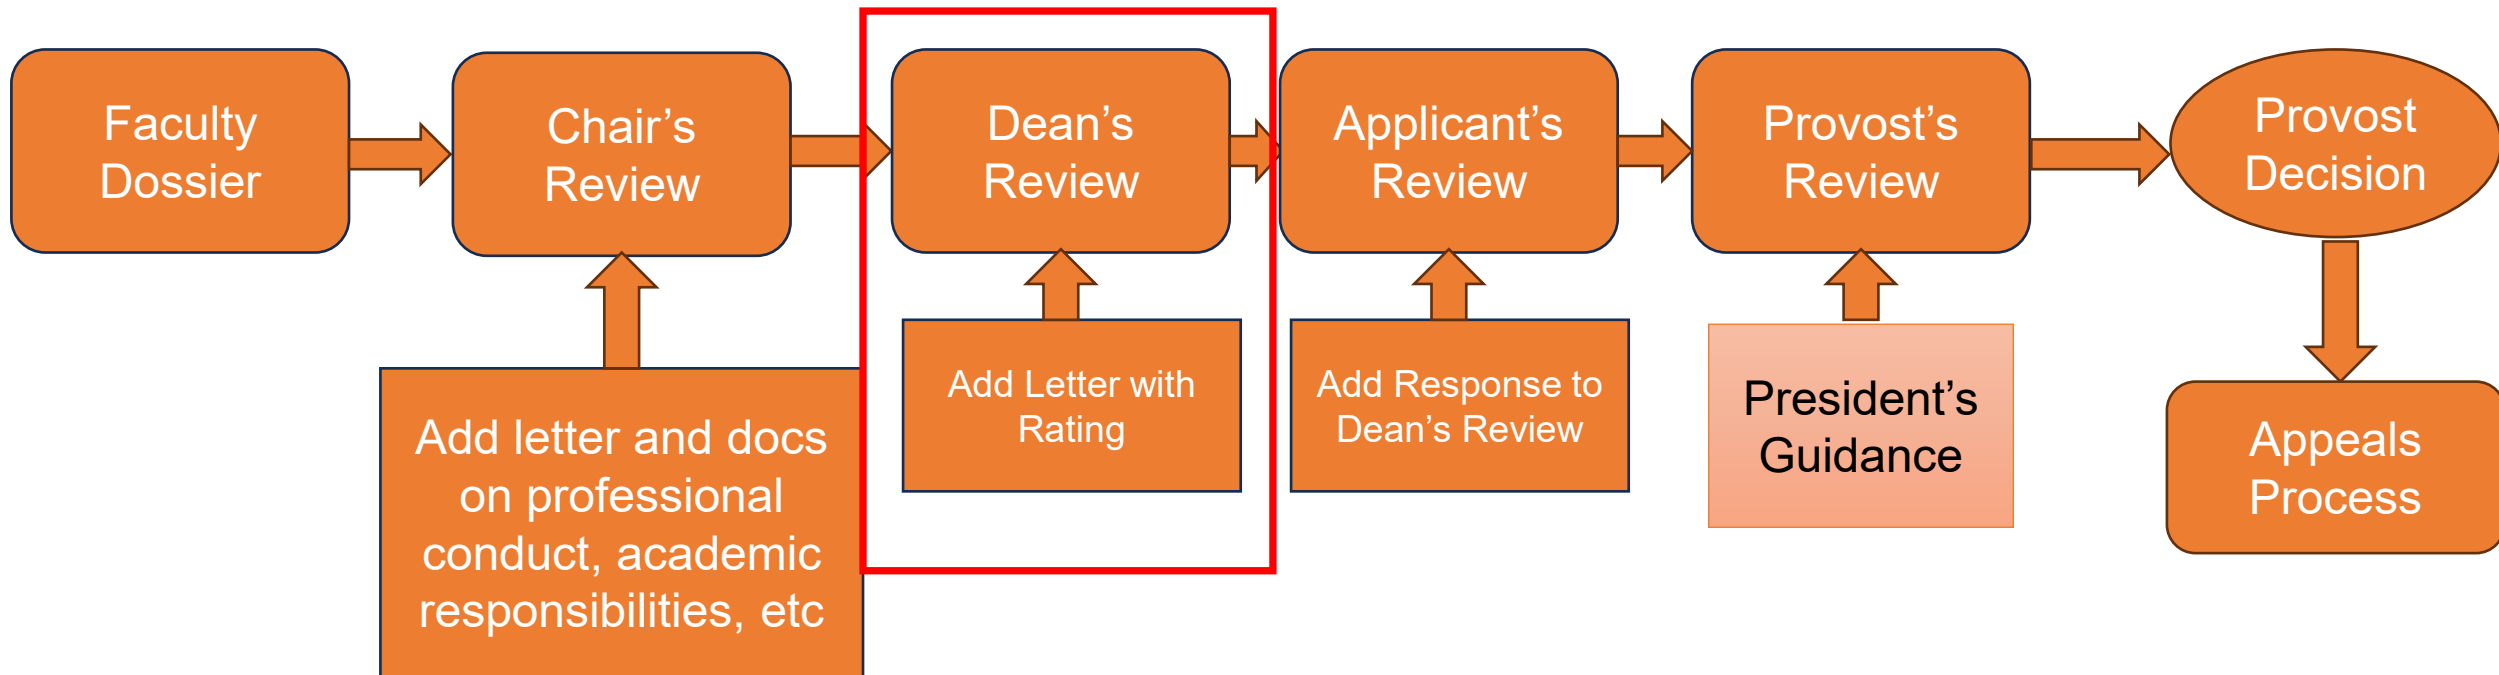 Faculty
Dossier
Chair’s
Review
Dean’s
Review
Applicant’s
Review
Provost’s
Review
Provost
Decision
Add letter and docs
on professional
conduct, academic
responsibilities, etc
Add Letter with
Rating
Add Response to
Dean’s Review
President’s
Guidance
Appeals
Process